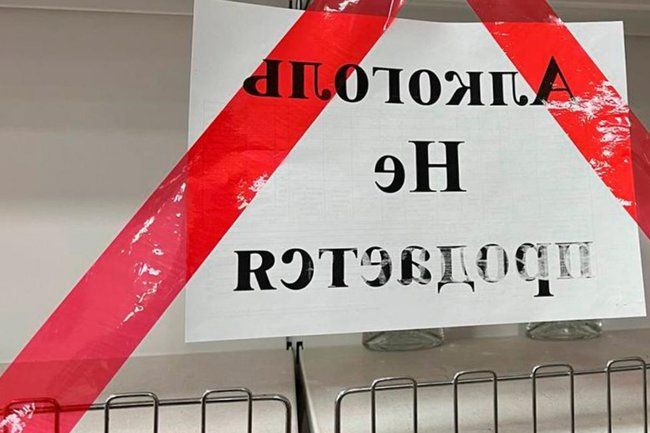 Алкоголь
Не
продается